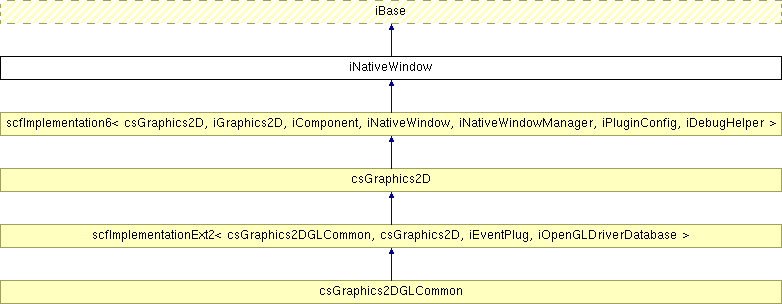 iBase
iNativeWindow
scfImplementation6< csGraphics2D, iGraphics2D, iComponent, iNativeWindow, iNativeWindowManager, iPluginConfig, iDebugHelper >
csGraphics2D
scfImplementationExt2< csGraphics2DGLCommon, csGraphics2D, iEventPlug, iOpenGLDriverDatabase >
csGraphics2DGLCommon